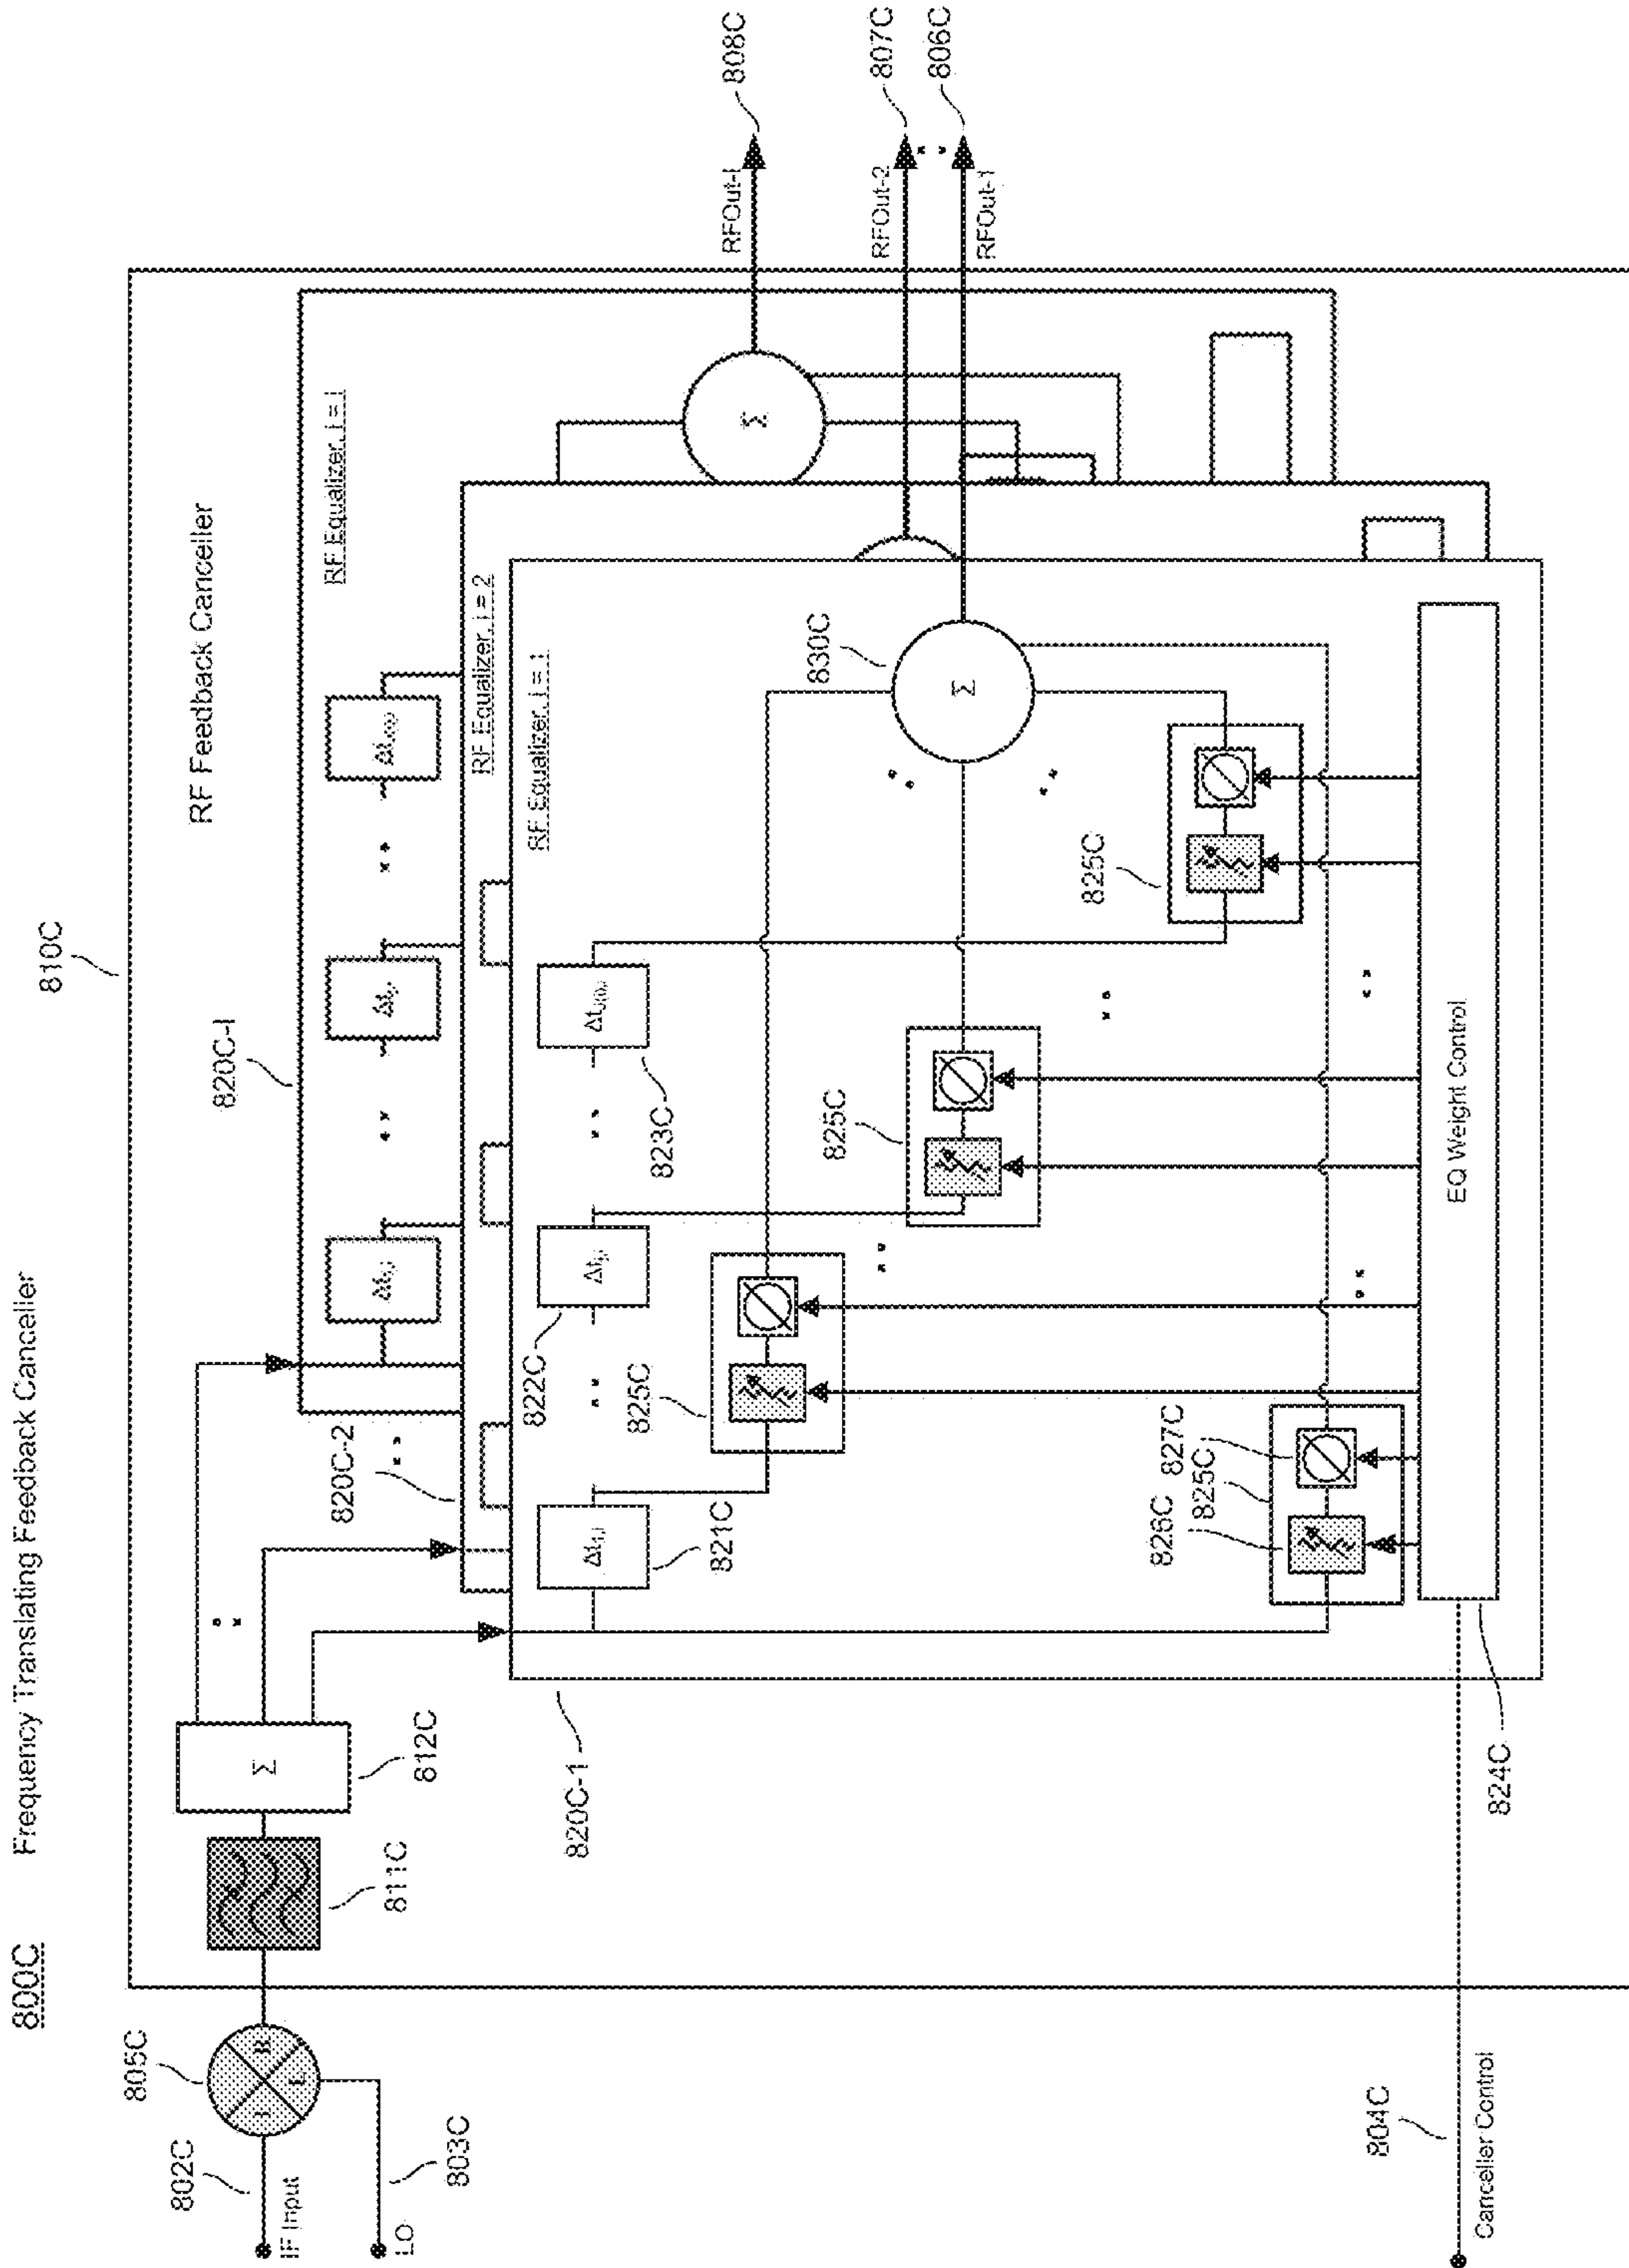 800C
Frequency Translating Feedback Canceller
810C
RF Feedback Canceller
805C
802C
IF Input
I
R
L
LO
803C
811C
Σ
812C
820C-I
RF Equalizer, i = I
Σ
RFOut-I
808C
820C-2
RF Equalizer, i = 2
RFOut-2
807C
820C-1
RF Equalizer, i = 1
RFOut-1
806C
821C
822C
823C
825C
825C
825C
826C
825C
827C
Σ
830C
EQ Weight Control
824C
804C
Canceller Control